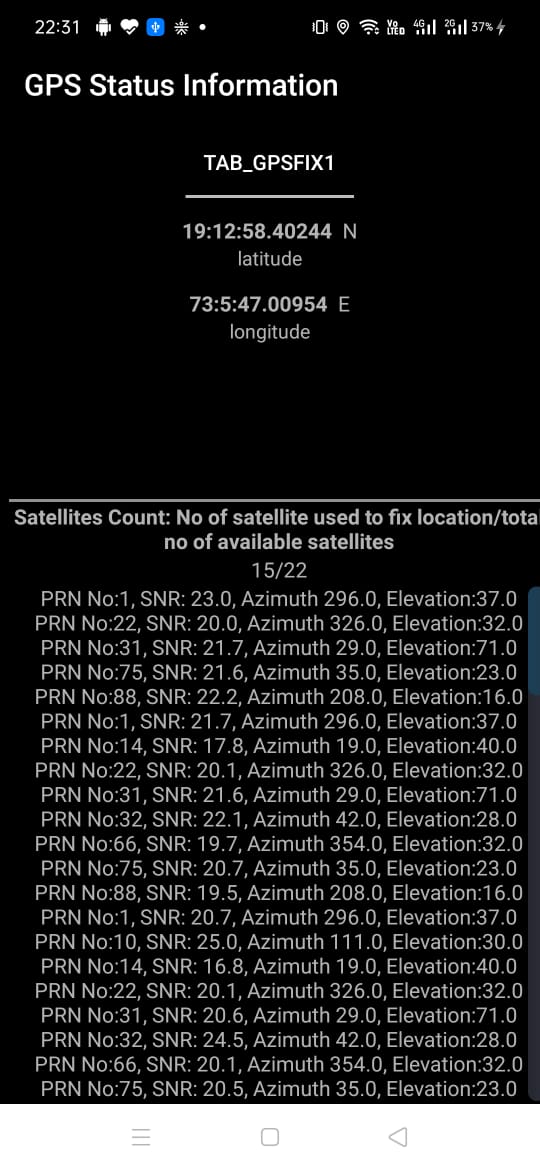 22:31
Vo LTED 4G 2G 37%
GPS Status Information
TAB_GPSFIX1
19:12:58.40244 N
latitude
73:5:47.00954 E
longitude
Satellites Count: No of satellite used to fix location/tota
no of available satellites
15/22
PRN No:1, SNR: 23.0, Azimuth 296.0, Elevation:37.0
PRN No:22, SNR: 20.0, Azimuth 326.0, Elevation:32.0
PRN No:31, SNR: 21.7, Azimuth 29.0, Elevation:71.0
PRN No:75, SNR: 21.6, Azimuth 35.0, Elevation:23.0
PRN No:88, SNR: 22.2, Azimuth 208.0, Elevation:16.0
PRN No:1, SNR: 21.7, Azimuth 296.0, Elevation:37.0
PRN No:14, SNR: 17.8, Azimuth 19.0, Elevation:40.0
PRN No:22, SNR: 20.1, Azimuth 326.0, Elevation:32.0
PRN No:31, SNR: 21.6, Azimuth 29.0, Elevation:71.0
PRN No:32, SNR: 22.1, Azimuth 42.0, Elevation:28.0
PRN No:66, SNR: 19.7, Azimuth 354.0, Elevation:32.0
PRN No:75, SNR: 20.7, Azimuth 35.0, Elevation:23.0
PRN No:88, SNR: 19.5, Azimuth 208.0, Elevation:16.0
PRN No:1, SNR: 20.7, Azimuth 296.0, Elevation:37.0
PRN No:10, SNR: 25.0, Azimuth 111.0, Elevation:30.0
PRN No:14, SNR: 16.8, Azimuth 19.0, Elevation:40.0
PRN No:22, SNR: 20.1, Azimuth 326.0, Elevation:32.0
PRN No:31, SNR: 20.6, Azimuth 29.0, Elevation:71.0
PRN No:32, SNR: 24.5, Azimuth 42.0, Elevation:28.0
PRN No:66, SNR: 20.1, Azimuth 354.0, Elevation:32.0
PRN No:75, SNR: 20.5, Azimuth 35.0, Elevation:23.0